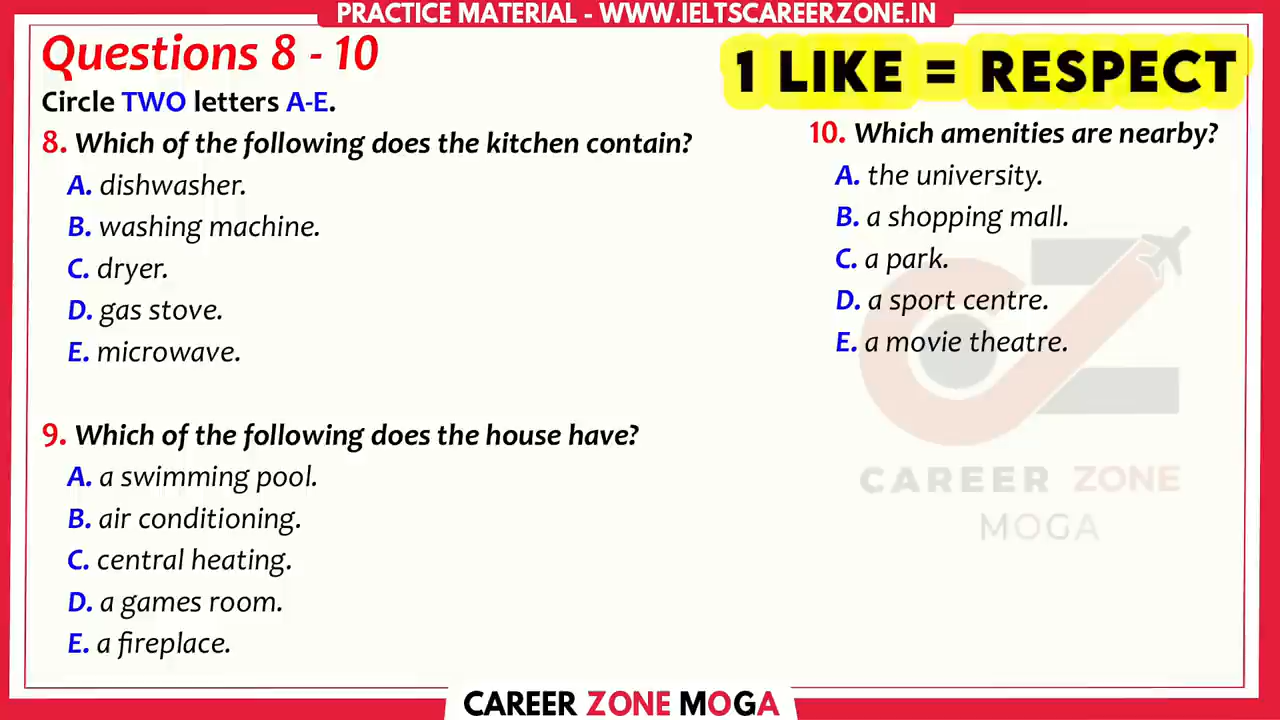 PRACTICE MATERIAL - WWW.IELTSCAREERZONE.IN
Questions 8 - 10
1 LIKE = RESPECT
Circle TWO letters A-E.
8. Which of the following does the kitchen contain?
A. dishwasher.
B. washing machine.
C. dryer.
D. gas stove.
E. microwave.
9. Which of the following does the house have?
A. a swimming pool.
B. air conditioning.
C. central heating.
D. a games room.
E. a fireplace.
10. Which amenities are nearby?
A. the university.
B. a shopping mall.
C. a park.
D. a sport centre.
E. a movie theatre.
CAREER ZONE
MOGA
CAREER ZONE MOGA